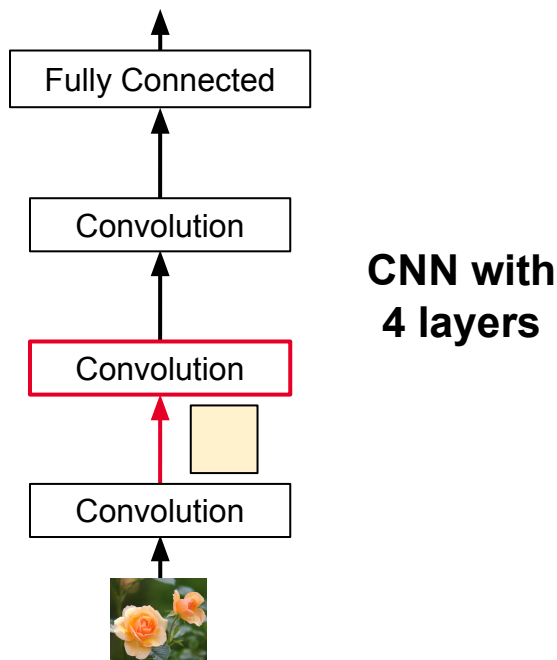 Fully Connected
Convolution
CNN with
4 layers
Convolution
Convolution